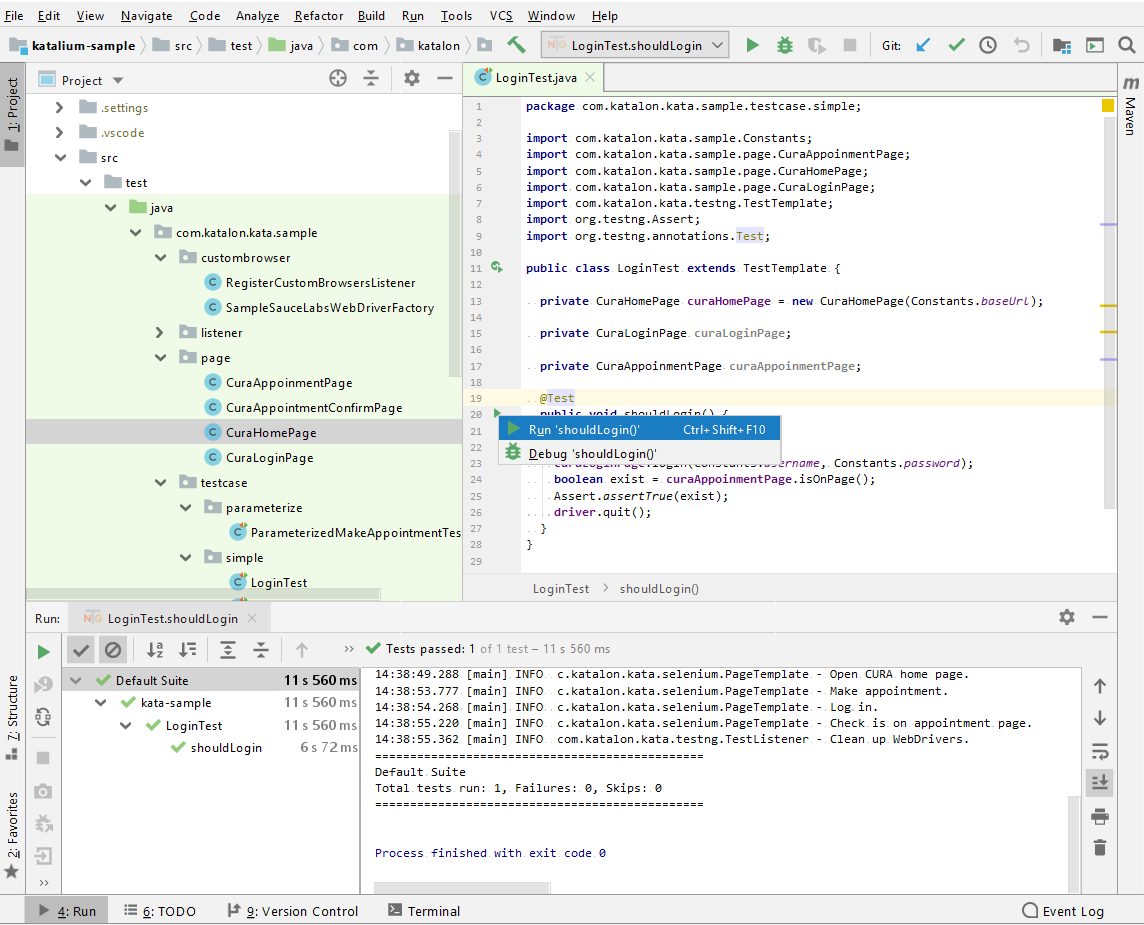 File Edit View Navigate Code Analyze Refactor Build Run Tools VCS Window Help
katalium-sample src test java com katalon LoginTest.shouldLogin Git:
1: Project
Project
.settings
.vscode
src
test
java
com.katalon.kata.sample
custombrowser
RegisterCustomBrowsersListener
SampleSauceLabsWebDriverFactory
listener
page
CuraAppoinmentPage
CuraAppointmentConfirmPage
CuraHomePage
CuraLoginPage
testcase
parameterize
ParameterizedMakeAppointmentTes
simple
LoginTest
LoginTest.java
1 package com.katalon.kata.sample.testcase.simple;
2
3 import com.katalon.kata.sample.Constants;
4 import com.katalon.kata.sample.page.CuraAppoinmentPage;
5 import com.katalon.kata.sample.page.CuraHomePage;
6 import com.katalon.kata.sample.page.CuraLoginPage;
7 import com.katalon.kata.testng.TestTemplate;
8 import org.testng.Assert;
9 import org.testng.annotations.Test;
10
11 public class LoginTest extends TestTemplate {
12
13 private CuraHomePage curaHomePage = new CuraHomePage(Constants.baseUrl);
14
15 private CuraLoginPage curaLoginPage;
16
17 private CuraAppoinmentPage curaAppoinmentPage;
18
19 @Test
20 public void shouldLogin() {
21
Run 'shouldLogin()' Ctrl+Shift+F10
22
Debug 'shouldLogin()'
23 curaLoginPage.login(Constants.username, Constants.password);
24 boolean exist = curaAppoinmentPage.isOnPage();
25 Assert.assertTrue(exist);
26 driver.quit();
27 }
28 }
29
LoginTest shouldLogin()
m Maven
Run: LoginTest.shouldLogin
Tests passed: 1 of 1 test – 11 s 560 ms
Default Suite 11 s 560 ms
kata-sample 11 s 560 ms
LoginTest 11 s 560 ms
shouldLogin 6 s 72 ms
14:38:49.288 [main] INFO c.katalon.kata.selenium.PageTemplate - Open CURA home page.
14:38:53.777 [main] INFO c.katalon.kata.selenium.PageTemplate - Make appointment.
14:38:54.268 [main] INFO c.katalon.kata.selenium.PageTemplate - Log in.
14:38:55.220 [main] INFO c.katalon.kata.selenium.PageTemplate - Check is on appointment page.
14:38:55.362 [main] INFO com.katalon.kata.testng.TestListener - Clean up WebDrivers.
===============================================
Default Suite
Total tests run: 1, Failures: 0, Skips: 0
===============================================
Process finished with exit code 0
7: Structure
2: Favorites
4: Run 6: TODO 9: Version Control Terminal Event Log